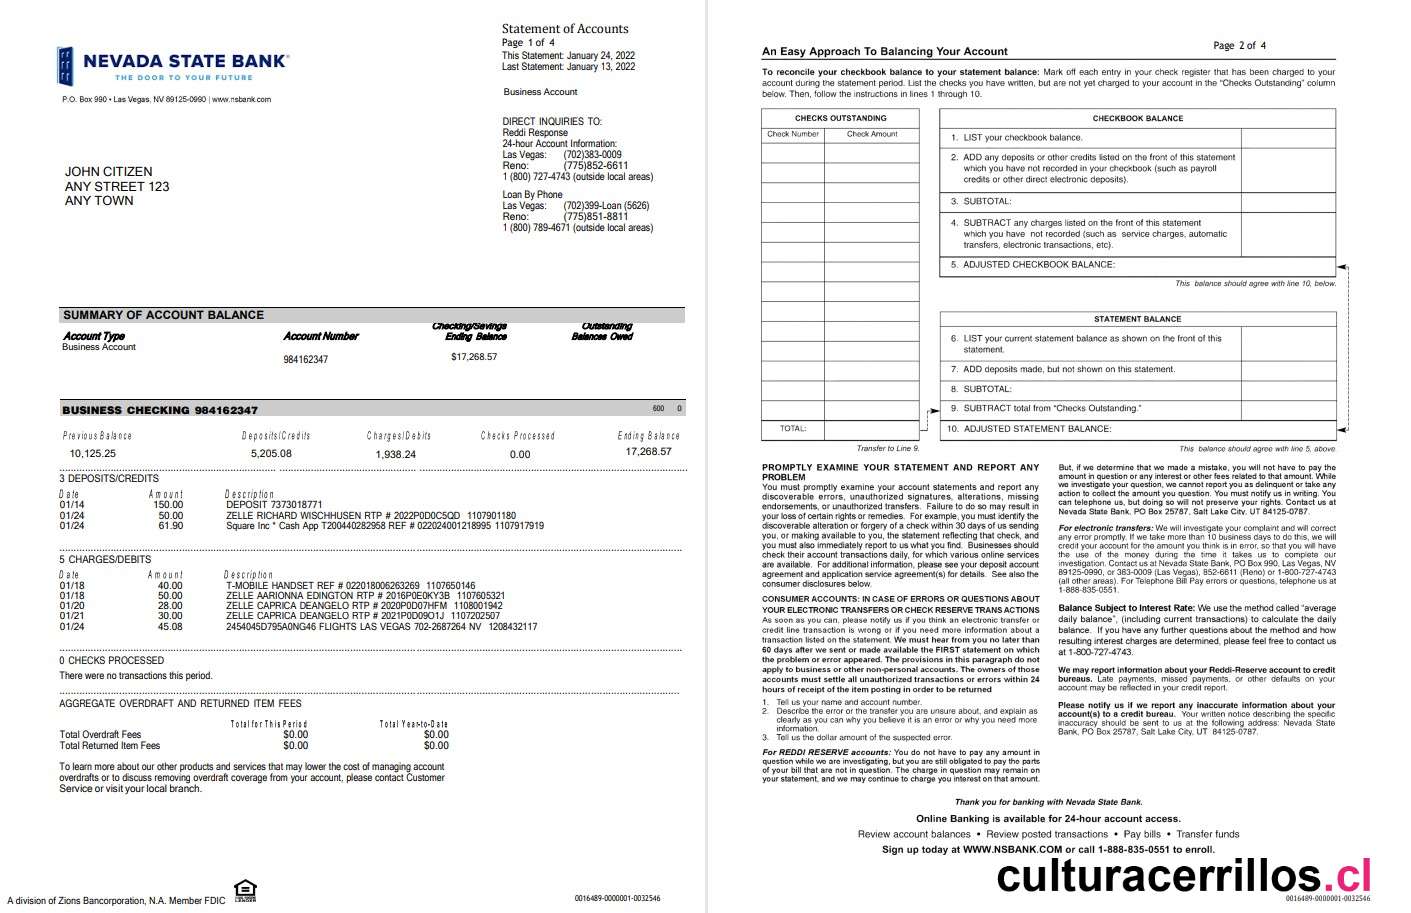 NEVADA STATE BANK®
THE DOOR TO YOUR FUTURE
P.O. Box 990 • Las Vegas, NV 89125-0990 | www.nsbank.com
Statement of Accounts
Page 1 of 4
This Statement: January 24, 2022
Last Statement: January 13, 2022
Business Account
DIRECT INQUIRIES TO:
Reddi Response
24-hour Account Information:
Las Vegas: (702)383-0009
Reno: (775)852-6611
1 (800) 727-4743 (outside local areas)
Loan By Phone
Las Vegas: (702)399-Loan (5626)
Reno: (775)851-8811
1 (800) 789-4671 (outside local areas)
JOHN CITIZEN
ANY STREET 123
ANY TOWN
SUMMARY OF ACCOUNT BALANCE
Account Type Account Number Checking/Savings Ending Balance Outstanding Balances Owed
Business Account 984162347 $17,268.57
BUSINESS CHECKING 984162347 600 0
Previous Balance Deposits/Credits Charges/Debits Checks Processed Ending Balance
10,125.25 5,205.08 1,938.24 0.00 17,268.57
3 DEPOSITS/CREDITS
Date Amount Description
01/14 150.00 DEPOSIT 7373018771
01/24 50.00 ZELLE RICHARD WISCHHUSEN RTP # 2022P0D0C5QD 1107901180
01/24 61.90 Square Inc * Cash App T200440282958 REF # 022024001218995 1107917919
5 CHARGES/DEBITS
Date Amount Description
01/18 40.00 T-MOBILE HANDSET REF # 022018006263269 1107650146
01/18 50.00 ZELLE AARIONNA EDINGTON RTP # 2016P0E0KY3B 1107605321
01/20 28.00 ZELLE CAPRICA DEANGELO RTP # 2020P0D07HFM 1108001942
01/21 30.00 ZELLE CAPRICA DEANGELO RTP # 2021P0D09O1J 1107202507
01/24 45.08 2454045D795A0NG46 FLIGHTS LAS VEGAS 702-2687264 NV 1208432117
0 CHECKS PROCESSED
There were no transactions this period.
AGGREGATE OVERDRAFT AND RETURNED ITEM FEES
Total for This Period Total Year-to-Date
Total Overdraft Fees $0.00 $0.00
Total Returned Item Fees $0.00 $0.00
To learn more about our other products and services that may lower the cost of managing account
overdrafts or to discuss removing overdraft coverage from your account, please contact Customer
Service or visit your local branch.
A division of Zions Bancorporation, N.A. Member FDIC
0016489-0000001-0032546
Page 2 of 4
An Easy Approach To Balancing Your Account
To reconcile your checkbook balance to your statement balance: Mark off each entry in your check register that has been charged to your
account during the statement period. List the checks you have written, but are not yet charged to your account in the "Checks Outstanding" column
below. Then, follow the instructions in lines 1 through 10.
CHECKS OUTSTANDING
Check Number Check Amount
TOTAL:
Transfer to Line 9.
CHECKBOOK BALANCE
1. LIST your checkbook balance.
2. ADD any deposits or other credits listed on the front of this statement
which you have not recorded in your checkbook (such as payroll
credits or other direct electronic deposits).
3. SUBTOTAL:
4. SUBTRACT any charges listed on the front of this statement
which you have not recorded (such as service charges, automatic
transfers, electronic transactions, etc).
5. ADJUSTED CHECKBOOK BALANCE:
This balance should agree with line 10, below.
STATEMENT BALANCE
6. LIST your current statement balance as shown on the front of this
statement.
7. ADD deposits made, but not shown on this statement.
8. SUBTOTAL:
9. SUBTRACT total from "Checks Outstanding."
10. ADJUSTED STATEMENT BALANCE:
This balance should agree with line 5, above.
PROMPTLY EXAMINE YOUR STATEMENT AND REPORT ANY
PROBLEM
You must promptly examine your account statements and report any
discoverable errors, unauthorized signatures, alterations, missing
endorsements, or unauthorized transfers. Failure to do so may result in
your loss of certain rights or remedies. For example, you must identify the
discoverable alteration or forgery of a check within 30 days of us sending
you, or making available to you, the statement reflecting that check, and
you must also immediately report to us what you find. Businesses should
check their account transactions daily, for which various online services
are available. For additional information, please see your deposit account
agreement and application service agreement(s) for details. See also the
consumer disclosures below.
CONSUMER ACCOUNTS: IN CASE OF ERRORS OR QUESTIONS ABOUT
YOUR ELECTRONIC TRANSFERS OR CHECK RESERVE TRANS ACTIONS
As soon as you can, please notify us if you think an electronic transfer or
credit line transaction is wrong or if you need more information about a
transaction listed on the statement. We must hear from you no later than
60 days after we sent or made available the FIRST statement on which
the problem or error appeared. The provisions in this paragraph do not
apply to business or other non-personal accounts. The owners of those
accounts must settle all unauthorized transactions or errors within 24
hours of receipt of the item posting in order to be returned
1. Tell us your name and account number.
2. Describe the error or the transfer you are unsure about, and explain as
clearly as you can why you believe it is an error or why you need more
information.
3. Tell us the dollar amount of the suspected error.
For REDDI RESERVE accounts: You do not have to pay any amount in
question while we are investigating, but you are still obligated to pay the parts
of your bill that are not in question. The charge in question may remain on
your statement, and we may continue to charge you interest on that amount.
But, if we determine that we made a mistake, you will not have to pay the
amount in question or any interest or other fees related to that amount. While
we investigate your question, we cannot report you as delinquent or take any
action to collect the amount you question. You must notify us in writing. You
can telephone us, but doing so will not preserve your rights. Contact us at
Nevada State Bank, PO Box 25787, Salt Lake City, UT 84125-0787.
For electronic transfers: We will investigate your complaint and will correct
any error promptly. If we take more than 10 business days to do this, we will
credit your account for the amount you think is in error, so that you will have
the use of the money during the time it takes us to complete our
investigation. Contact us at Nevada State Bank, PO Box 990, Las Vegas, NV
89125-0990, or 383-0009 (Las Vegas), 852-6611 (Reno) or 1-800-727-4743
(all other areas). For Telephone Bill Pay errors or questions, telephone us at
1-888-835-0551.
Balance Subject to Interest Rate: We use the method called "average
daily balance", (including current transactions) to calculate the daily
balance. If you have any further questions about the method and how
resulting interest charges are determined, please feel free to contact us
at 1-800-727-4743.
We may report information about your Reddi-Reserve account to credit
bureaus. Late payments, missed payments, or other defaults on your
account may be reflected in your credit report.
Please notify us if we report any inaccurate information about your
account(s) to a credit bureau. Your written notice describing the specific
inaccuracy should be sent to us at the following address: Nevada State
Bank, PO Box 25787, Salt Lake City, UT 84125-0787.
Thank you for banking with Nevada State Bank.
Online Banking is available for 24-hour account access.
Review account balances • Review posted transactions • Pay bills • Transfer funds
Sign up today at WWW.NSBANK.COM or call 1-888-835-0551 to enroll.
culturacerrillos.cl
0016489-0000001-0032546